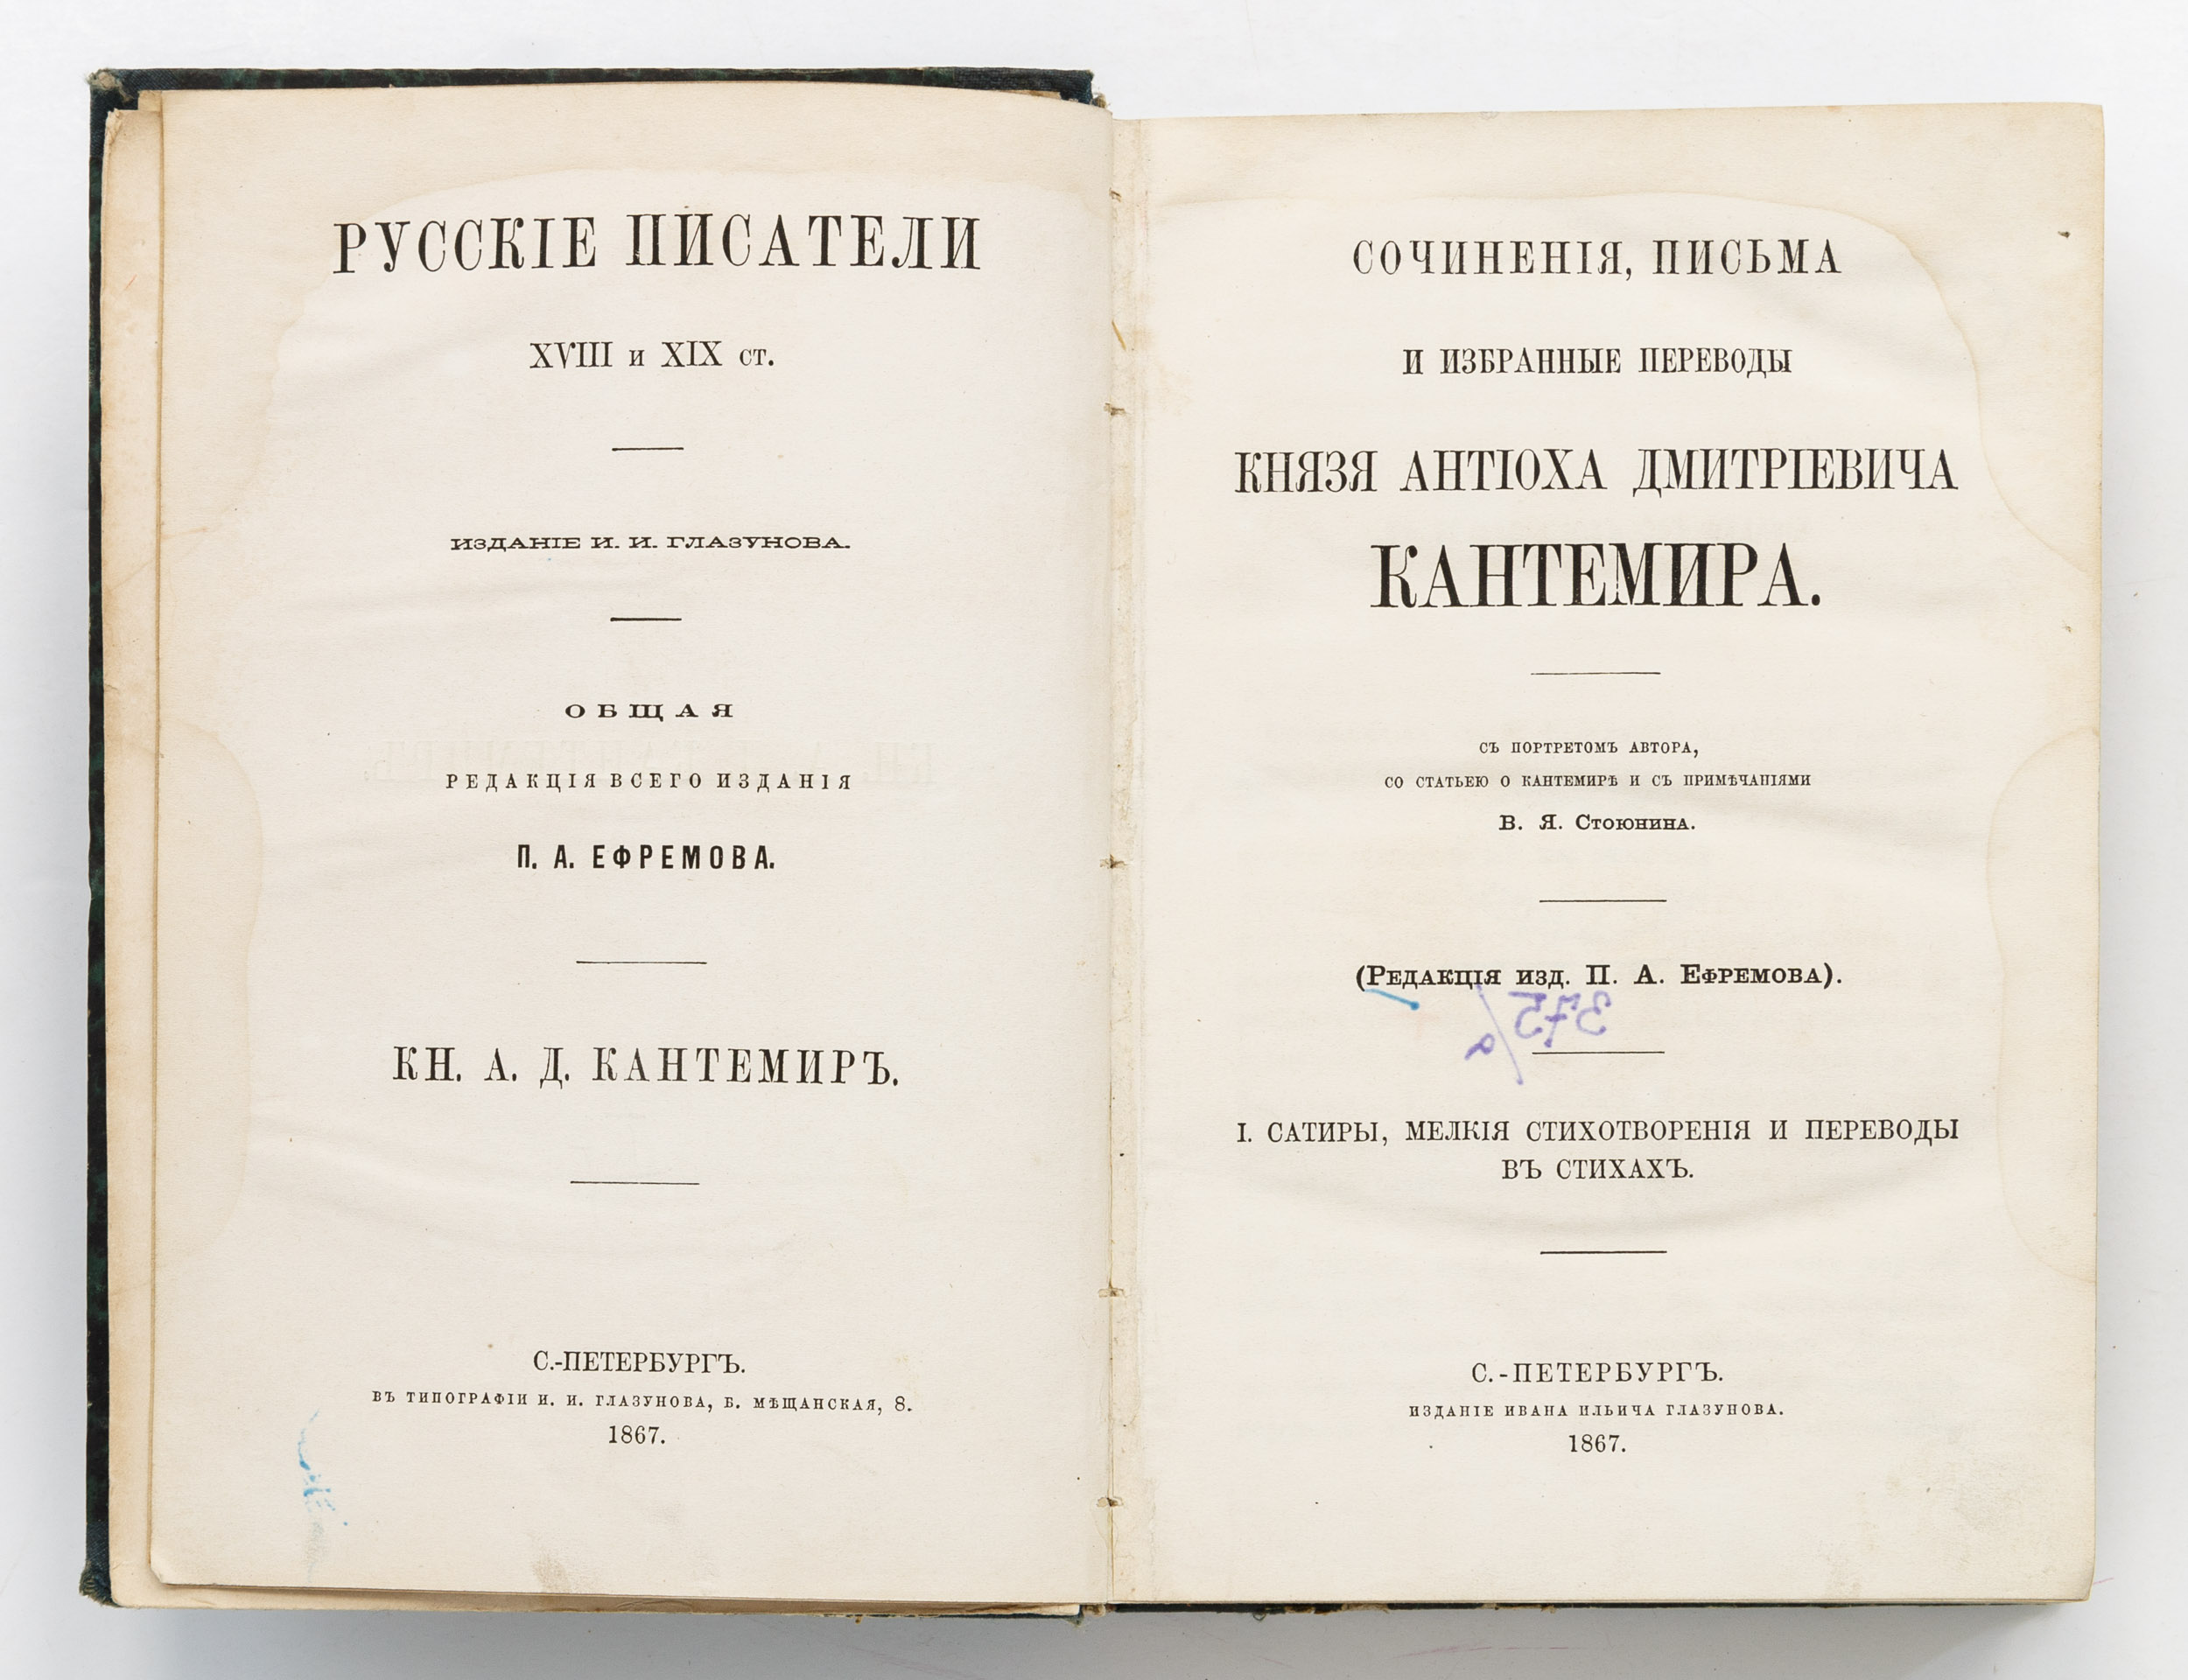 РУССКІЕ ПИСАТЕЛИ
XVIII и XIX ст.
ИЗДАНІЕ И. И. ГЛАЗУНОВА.
ОБЩАЯ
РЕДАКЦІЯ ВСЕГО ИЗДАНІЯ
П. А. ЕФРЕМОВА.
КН. А. Д. КАНТЕМИРЪ.
С.-ПЕТЕРБУРГЪ.
ВЪ ТИПОГРАФІИ И. И. ГЛАЗУНОВА, Б. МѢЩАНСКАЯ, 8.
1867.
СОЧИНЕНІЯ, ПИСЬМА
И ИЗБРАННЫЕ ПЕРЕВОДЫ
КНЯЗЯ АНТІОХА ДМИТРІЕВИЧА
КАНТЕМИРА.
СЪ ПОРТРЕТОМЪ АВТОРА,
СО СТАТЬЕЮ О КАНТЕМИРѢ И СЪ ПРИМѢЧАНІЯМИ
В. Я. Стоюнина.
(Редакція изд. П. А. Ефремова).
375
I. САТИРЫ, МЕЛКІЯ СТИХОТВОРЕНІЯ И ПЕРЕВОДЫ
ВЪ СТИХАХЪ.
С.-ПЕТЕРБУРГЪ.
ИЗДАНІЕ ИВАНА ИЛЬИЧА ГЛАЗУНОВА.
1867.